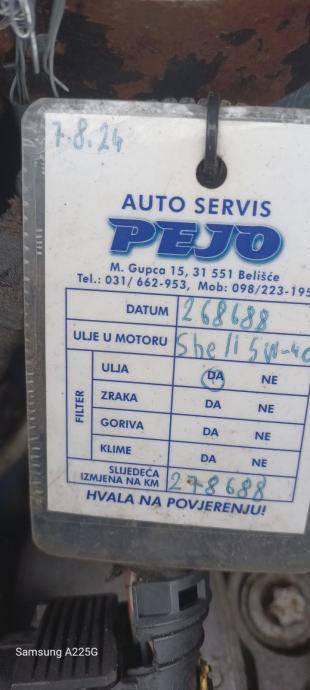 7.8.24
AUTO SERVIS
PEJO
M. Gupca 15, 31 551 Belišće
Tel.: 031/ 662-953, Mob: 098/223-195
DATUM 268688
ULJE U MOTORU Shell 5W-40
FILTER
ULJA DA NE
ZRAKA DA NE
GORIVA DA NE
KLIME DA NE
SLIJEDEĆA
IZMJENA NA KM 278688
HVALA NA POVJERENJU!
Samsung A225G